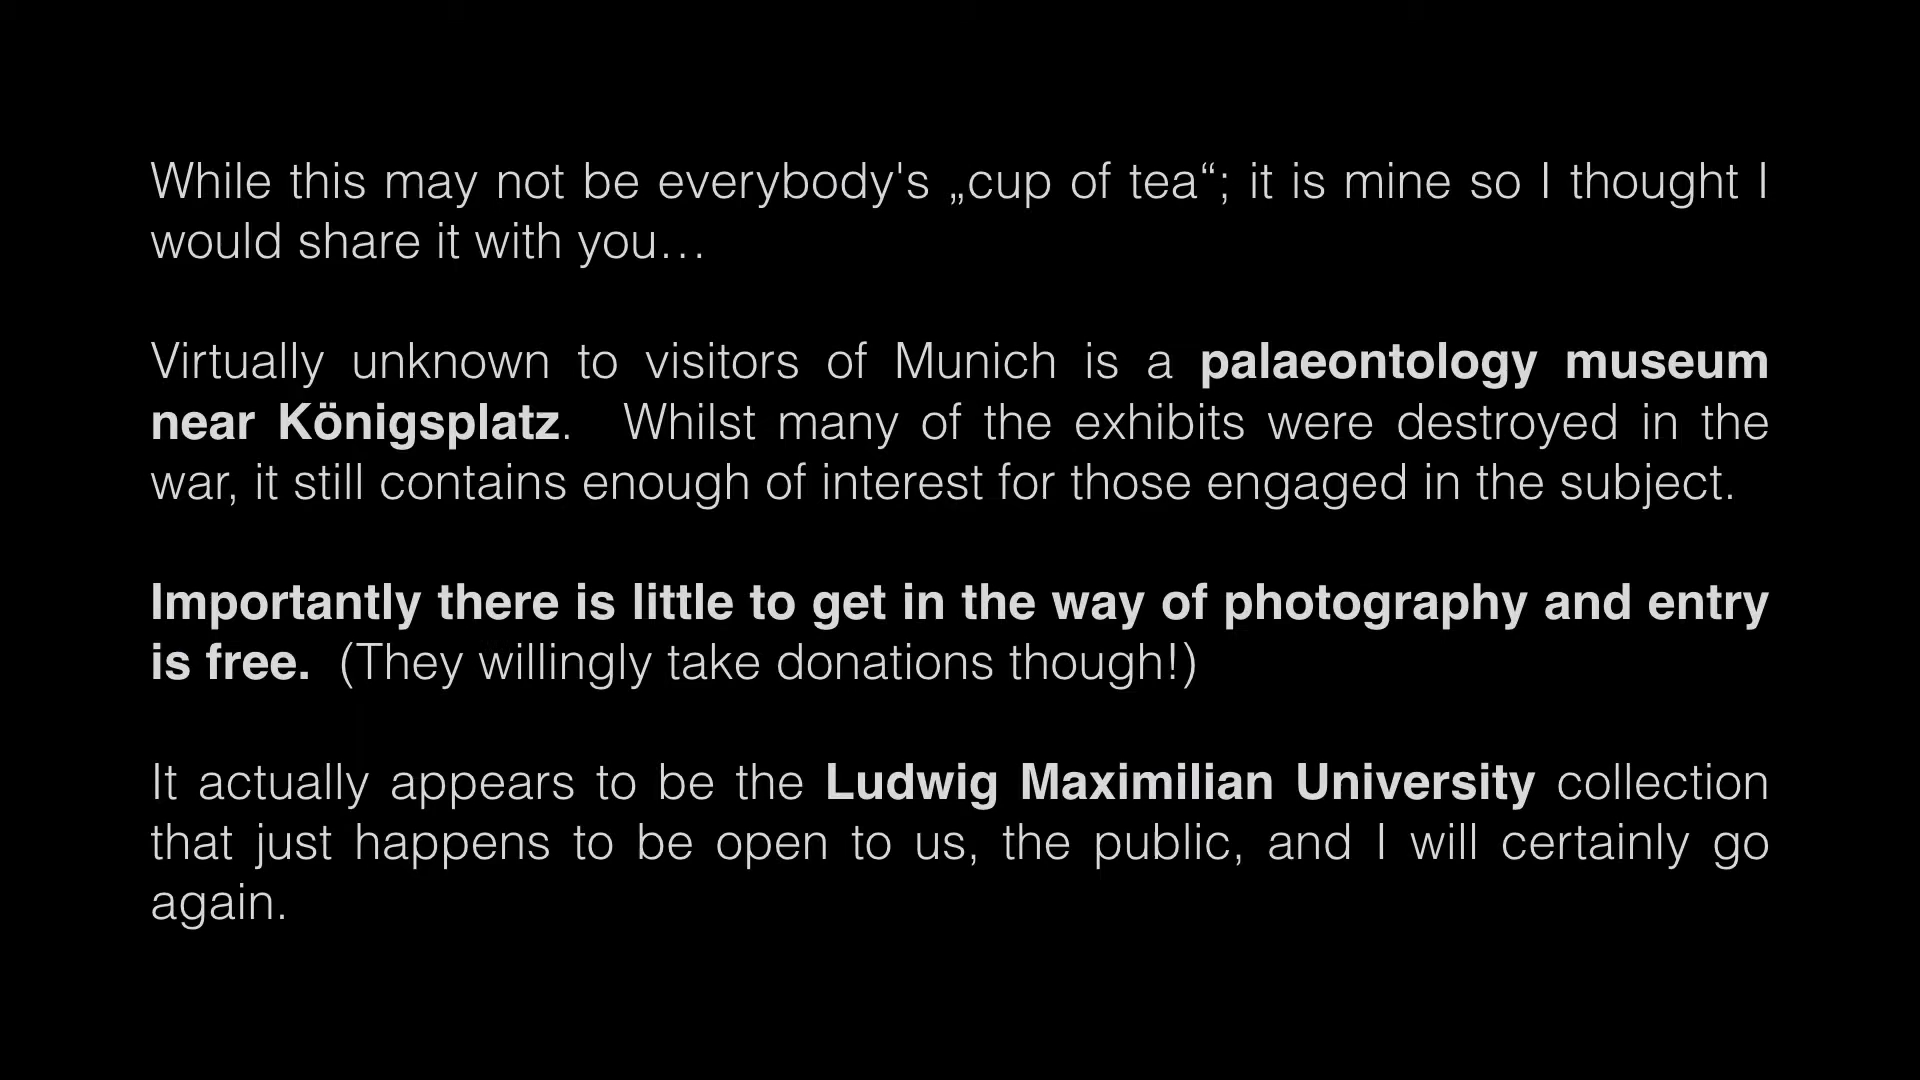 While this may not be everybody's „cup of tea“; it is mine so I thought I
would share it with you…
Virtually unknown to visitors of Munich is a palaeontology museum
near Königsplatz.  Whilst many of the exhibits were destroyed in the
war, it still contains enough of interest for those engaged in the subject.
Importantly there is little to get in the way of photography and entry
is free.  (They willingly take donations though!)
It actually appears to be the Ludwig Maximilian University collection
that just happens to be open to us, the public, and I will certainly go
again.